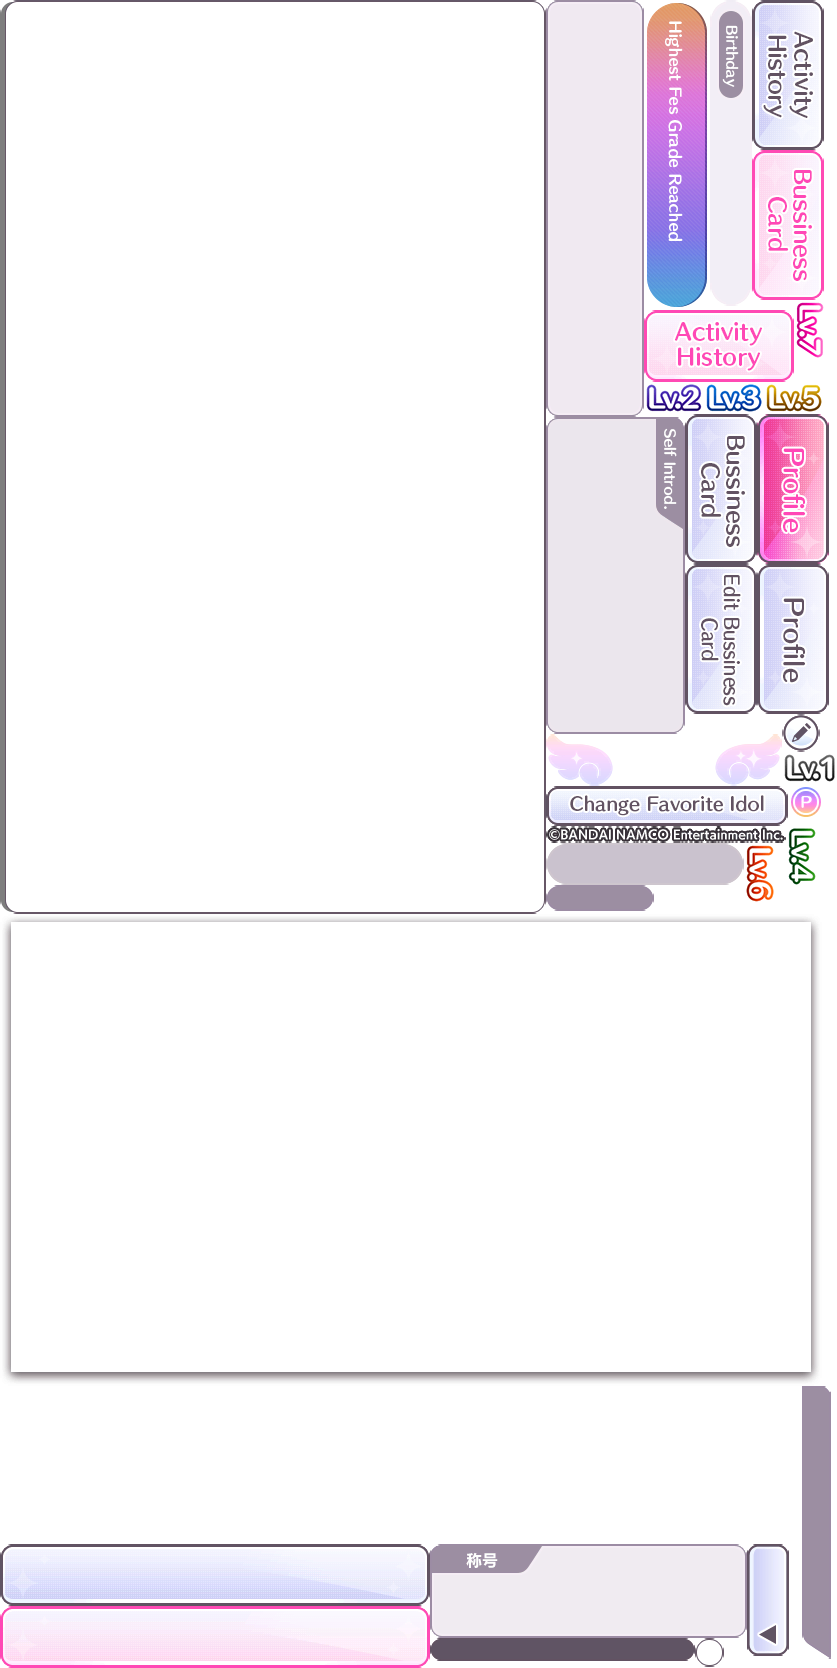 Activity
History
Birthday
Highest Fes Grade Reached
Bussiness
Card
Lv.7
Activity
History
Lv.2
Lv.3
Lv.5
Self Introd.
Bussiness
Card
Profile
Edit Bussiness
Card
Profile
Lv.1
Change Favorite Idol
P
©BANDAI NAMCO Entertainment Inc.
Lv.4
Lv.6
称号